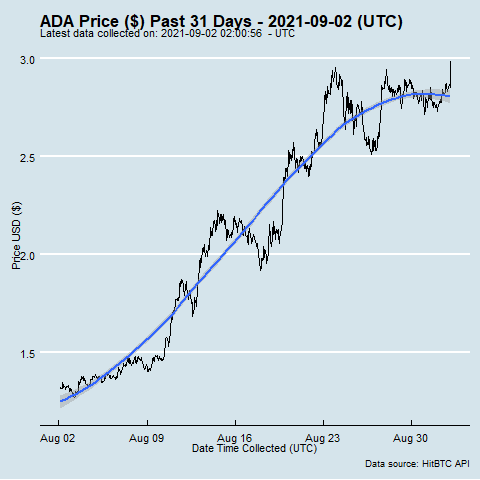 ADA Price ($) Past 31 Days - 2021-09-02 (UTC)
Latest data collected on: 2021-09-02 02:00:56 - UTC
3.0
2.5
2.0
1.5
Price USD ($)
Aug 02 Aug 09 Aug 16 Aug 23 Aug 30
Date Time Collected (UTC)
Data source: HitBTC API